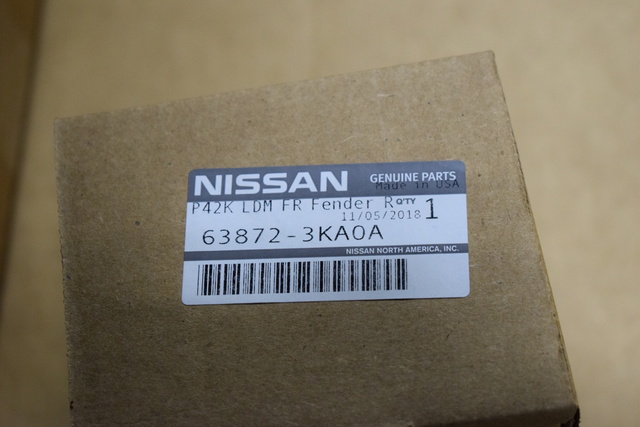 NISSAN GENUINE PARTS
Made in USA
P42K LDM FR Fender R QTY 1
11/05/2018
63872-3KA0A
NISSAN NORTH AMERICA, INC.